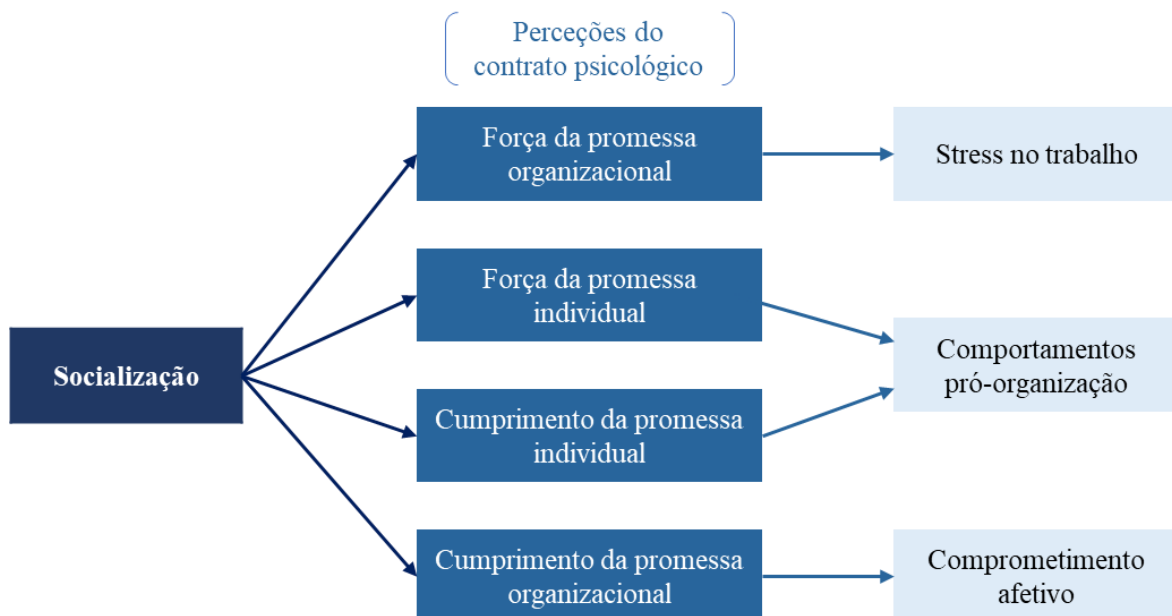 Perceções do
contrato psicológico
Força da promessa
organizacional
Stress no trabalho
Força da promessa
individual
Socialização
Comportamentos
pró-organização
Cumprimento da promessa
individual
Cumprimento da promessa
organizacional
Comprometimento
afetivo